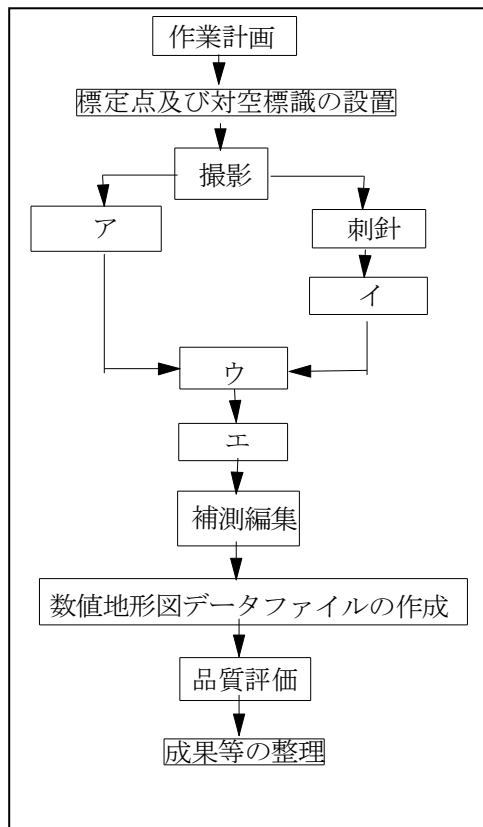 作業計画
標定点及び対空標識の設置
撮影
ア
刺針
イ
ウ
エ
補測編集
数値地形図データファイルの作成
品質評価
成果等の整理